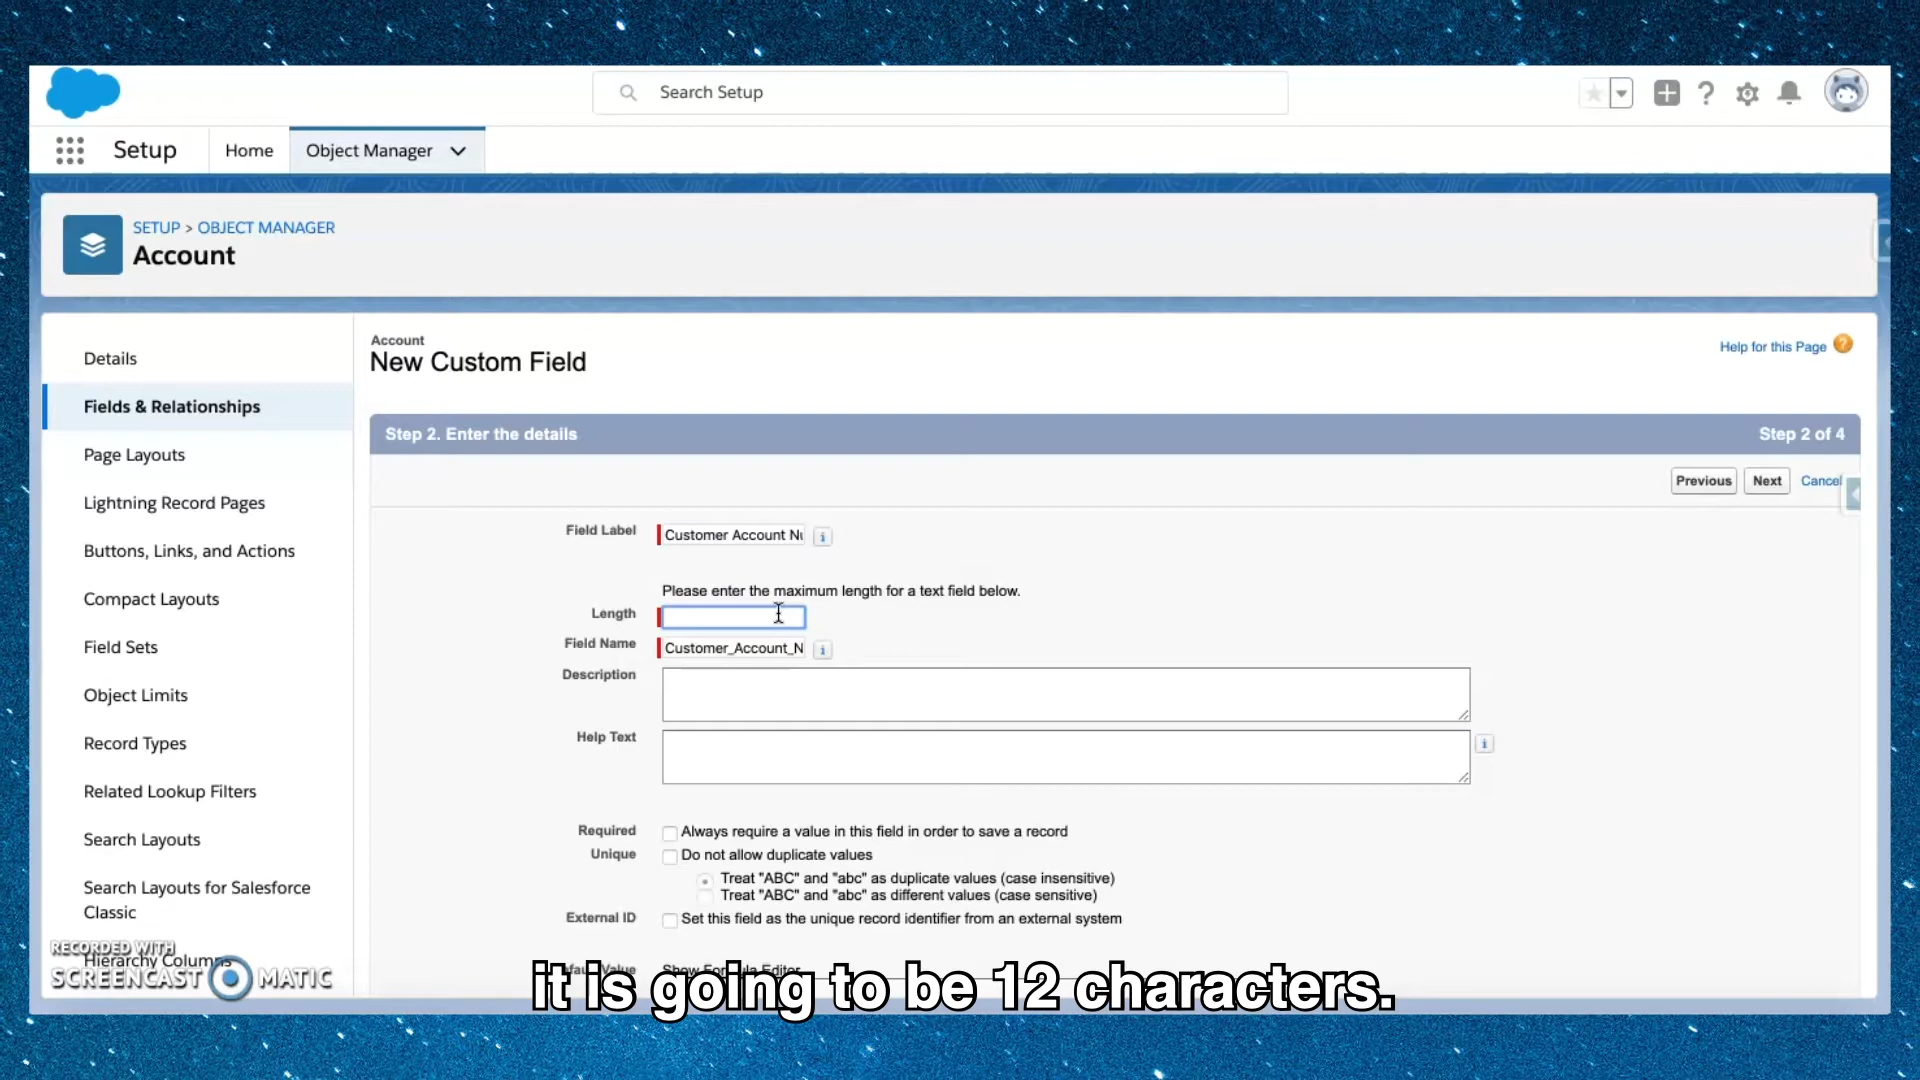 Search Setup
Setup
Home
Object Manager
SETUP > OBJECT MANAGER
Account
Details
Fields & Relationships
Page Layouts
Lightning Record Pages
Buttons, Links, and Actions
Compact Layouts
Field Sets
Object Limits
Record Types
Related Lookup Filters
Search Layouts
Search Layouts for Salesforce
Classic
Hierarchy Columns
Account
New Custom Field
Help for this Page
Step 2. Enter the details
Step 2 of 4
Previous
Next
Cancel
Field Label
Customer Account Nu
Please enter the maximum length for a text field below.
Length
Field Name
Customer_Account_N
Description
Help Text
Required
Always require a value in this field in order to save a record
Unique
Do not allow duplicate values
Treat "ABC" and "abc" as duplicate values (case insensitive)
Treat "ABC" and "abc" as different values (case sensitive)
External ID
Set this field as the unique record identifier from an external system
Show Formula Editor
RECORDED WITH
SCREENCAST MATIC
it is going to be 12 characters.